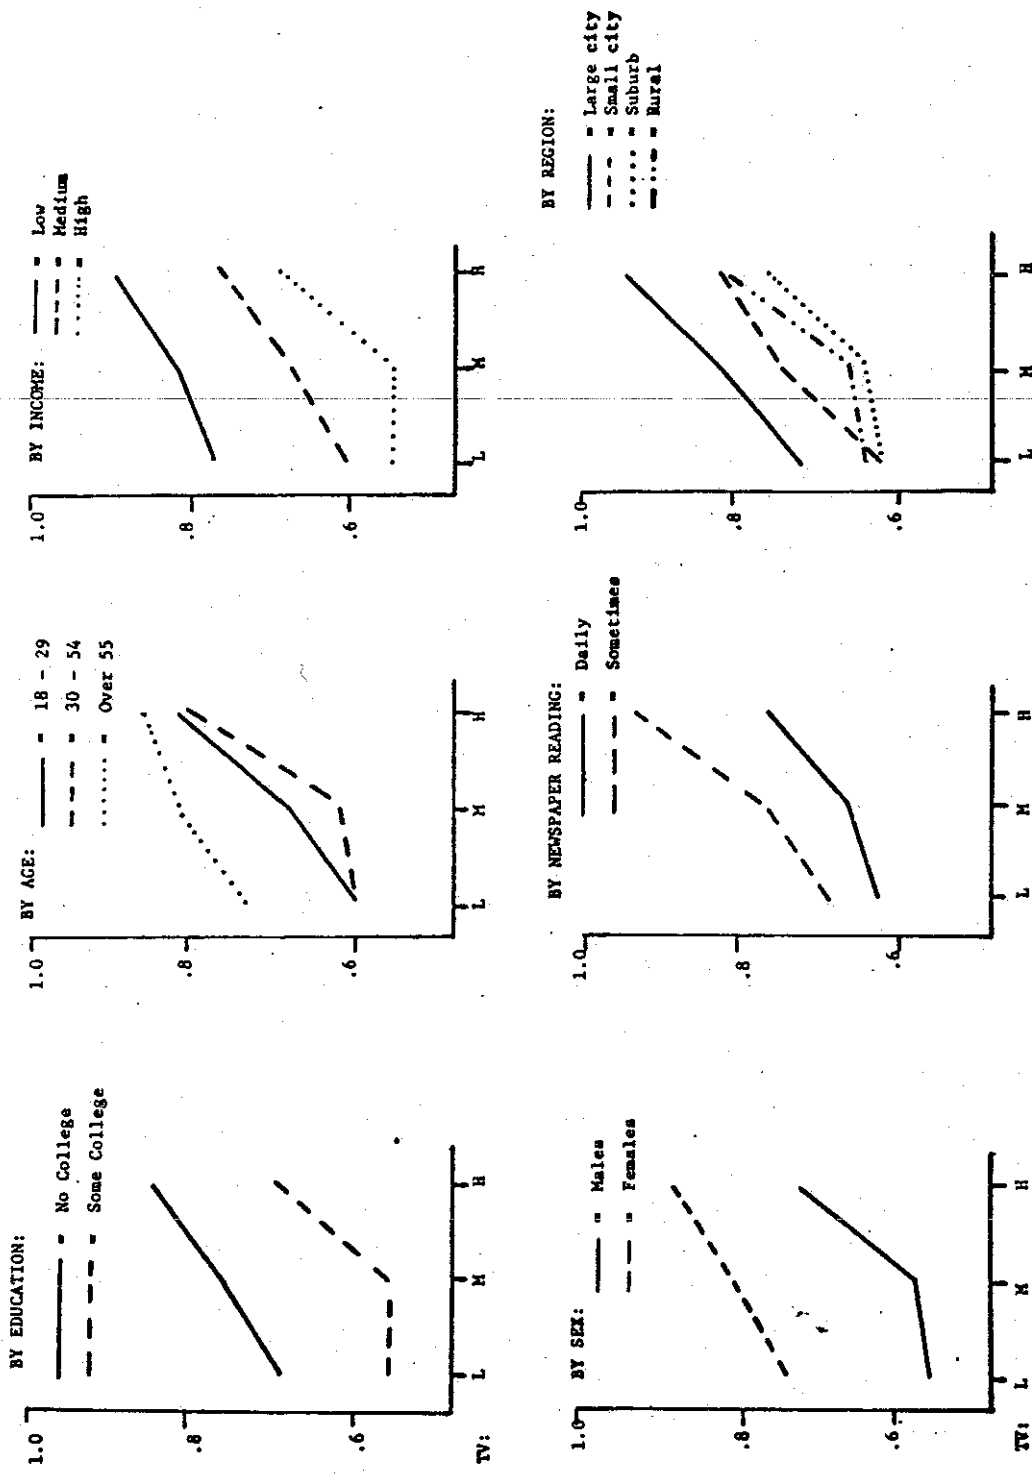 BY EDUCATION:
━━━ = No College
━ ━ ━ = Some College
1.0
.8
.6
TV:
L
M
H
BY AGE:
━━━ = 18 - 29
━ ━ ━ = 30 - 54
...... = Over 55
1.0
.8
.6
L
M
H
BY INCOME:
━━━ = Low
━ ━ ━ = Medium
...... = High
1.0
.8
.6
L
M
H
BY SEX:
━━━ = Males
━ ━ ━ = Females
1.0
.8
.6
TV:
L
M
H
BY NEWSPAPER READING:
━━━ = Daily
━ ━ ━ = Sometimes
1.0
.8
.6
L
M
H
BY REGION:
━━━ = Large city
━ ━ ━ = Small city
...... = Suburb
━ · · ━ = Rural
1.0
.8
.6
L
M
H